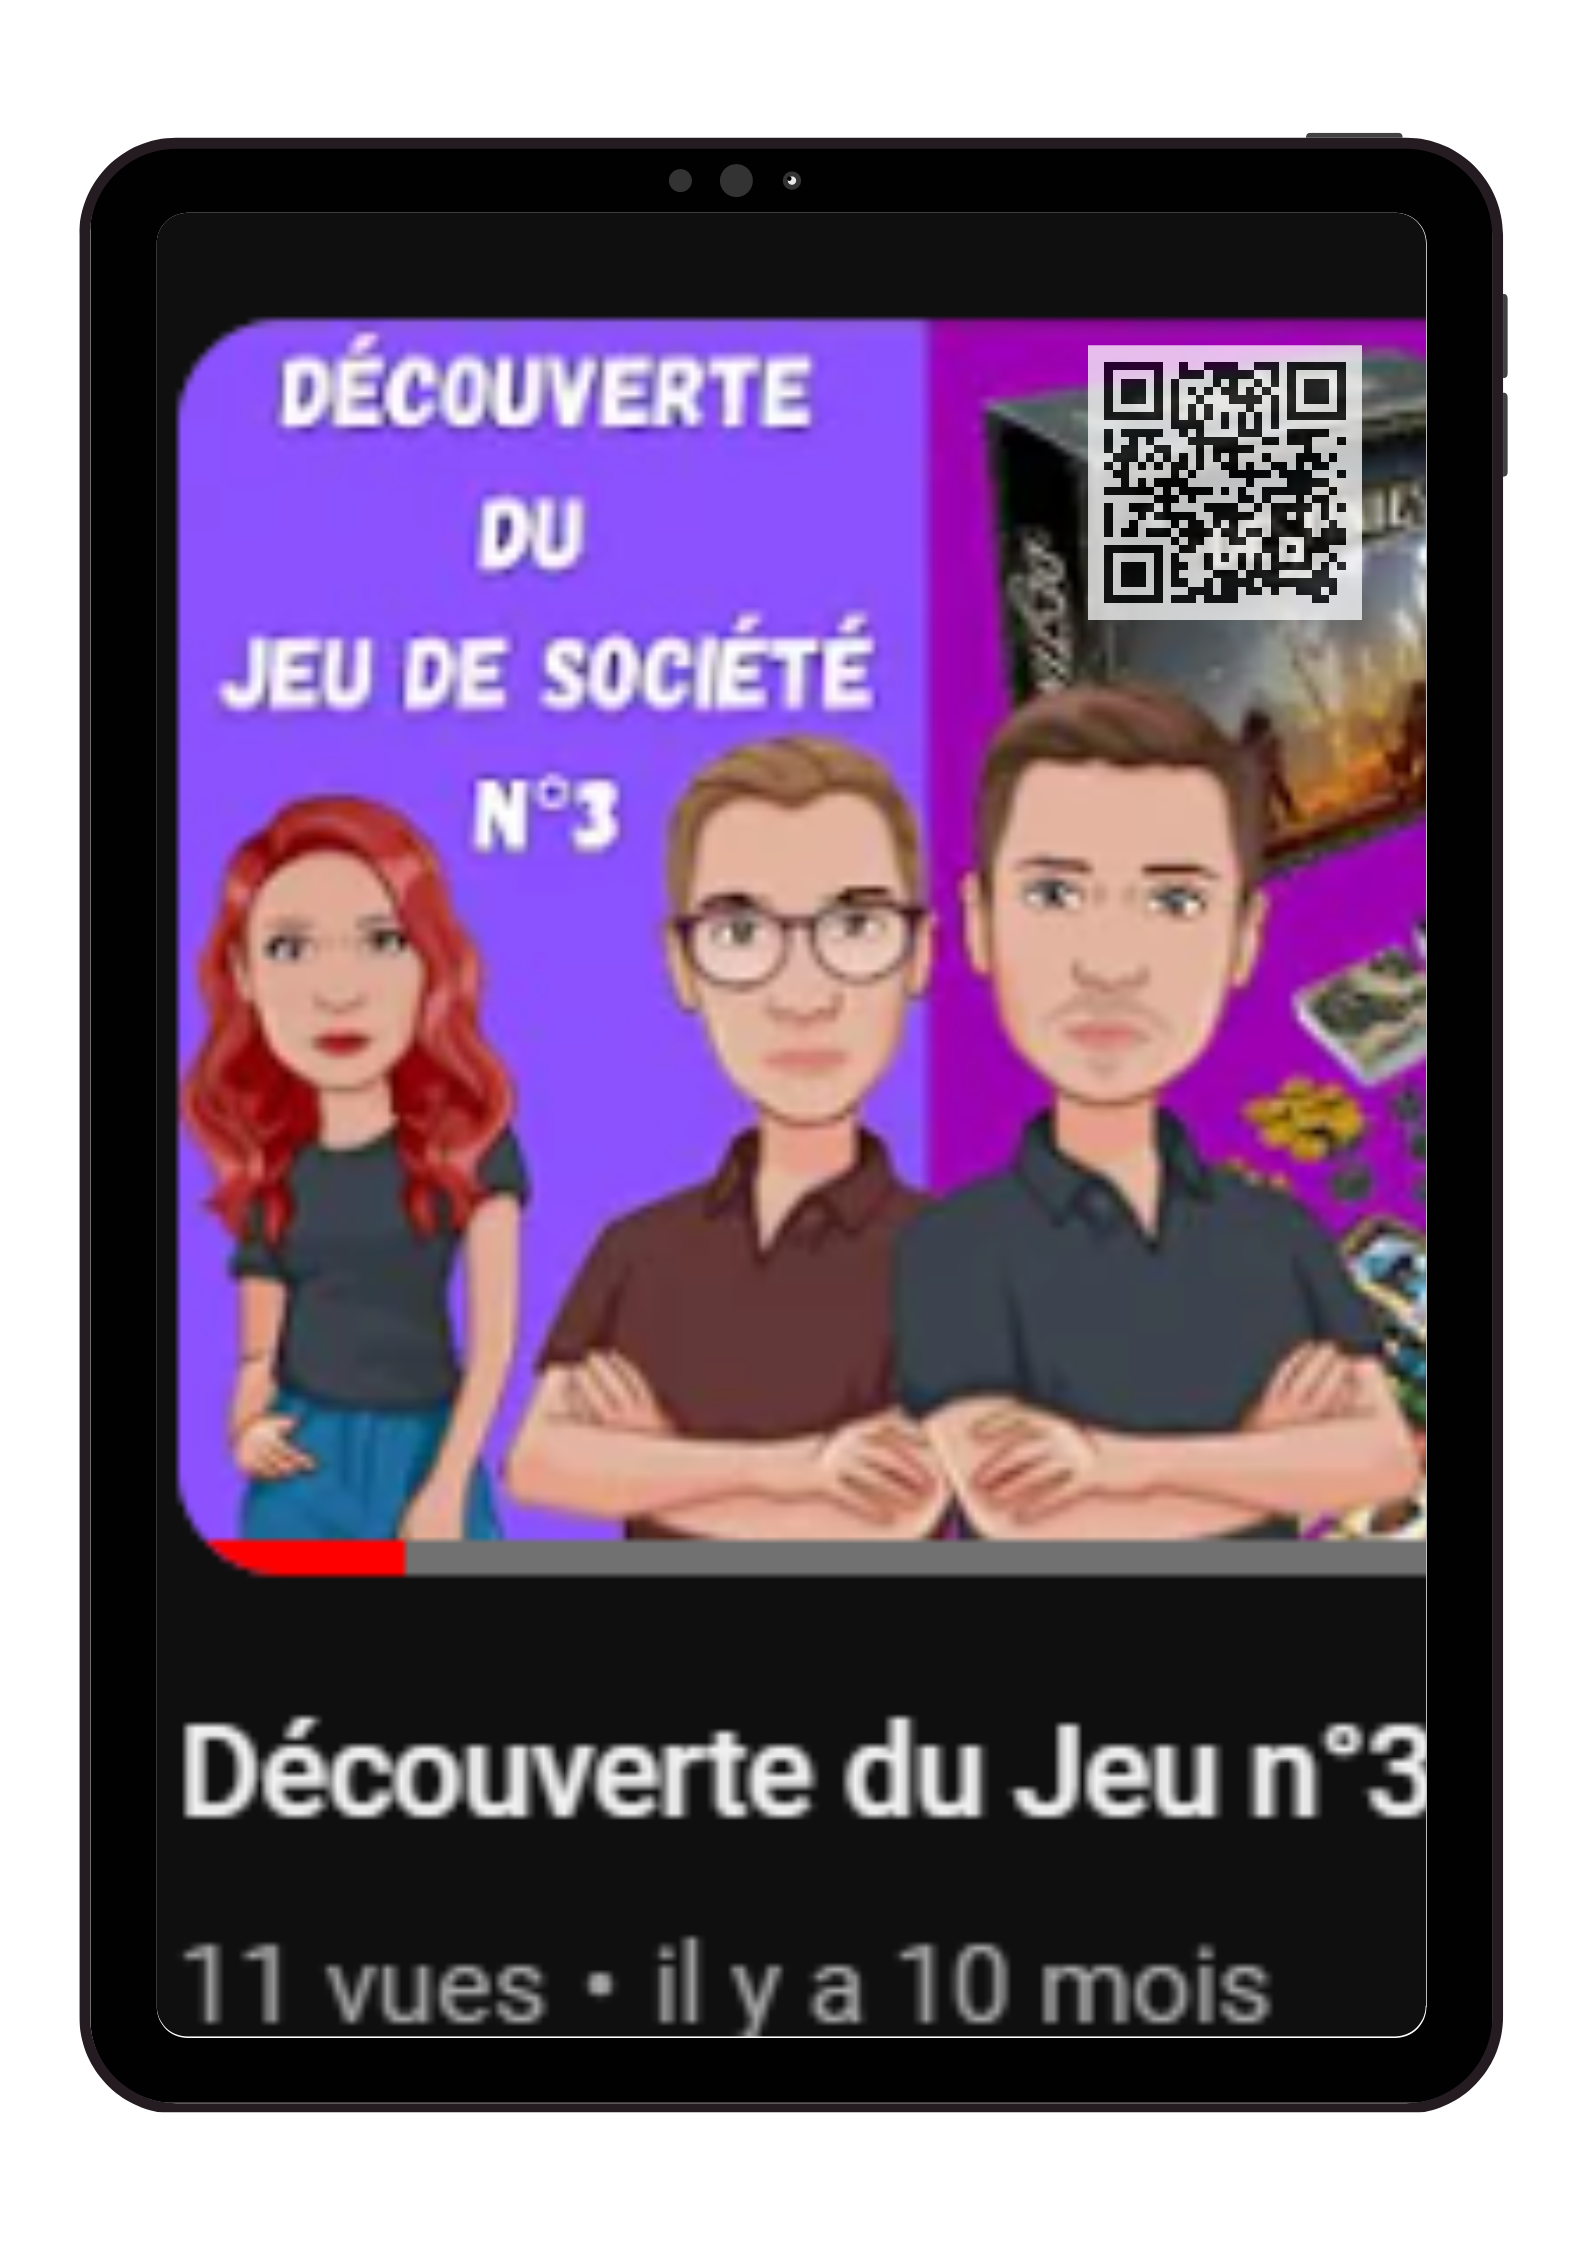 DÉCOUVERTE
DU
JEU DE SOCIÉTÉ
N°3
Découverte du Jeu n°3
11 vues • il y a 10 mois